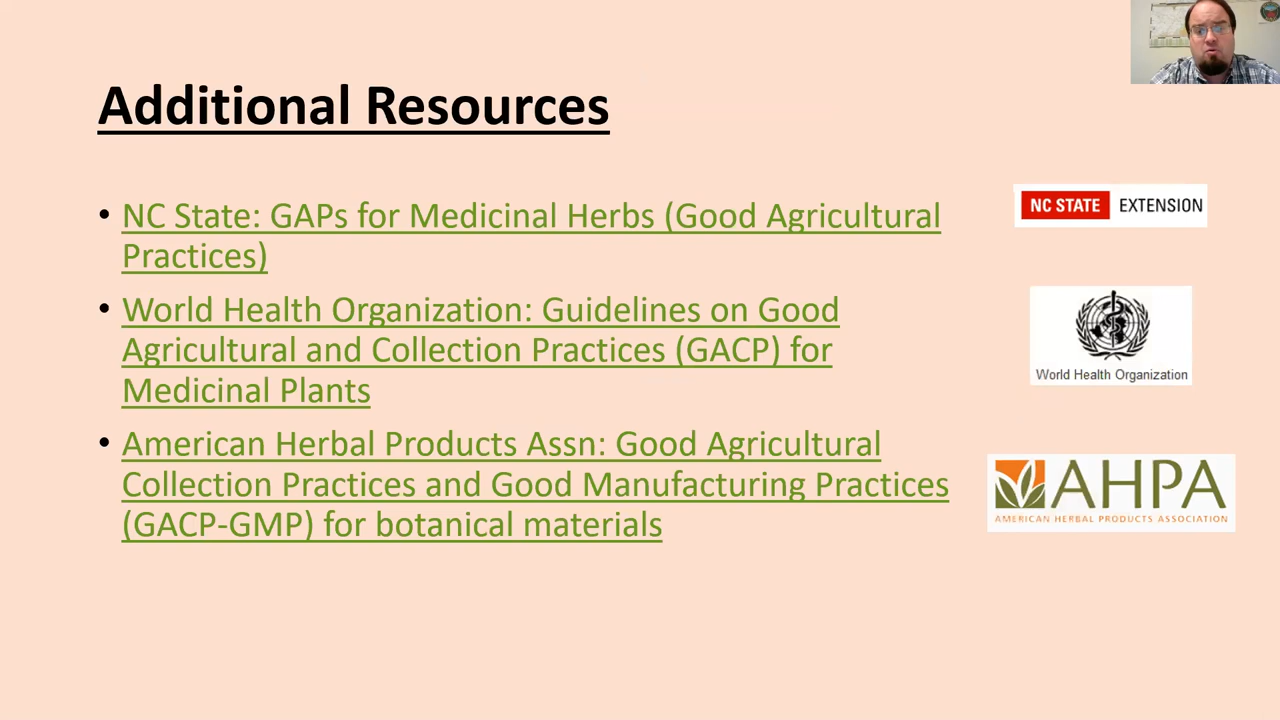 Additional Resources
• NC State: GAPs for Medicinal Herbs (Good Agricultural
Practices)
NC STATE EXTENSION
• World Health Organization: Guidelines on Good
Agricultural and Collection Practices (GACP) for
Medicinal Plants
World Health Organization
• American Herbal Products Assn: Good Agricultural
Collection Practices and Good Manufacturing Practices
(GACP-GMP) for botanical materials
AHPA
AMERICAN HERBAL PRODUCTS ASSOCIATION